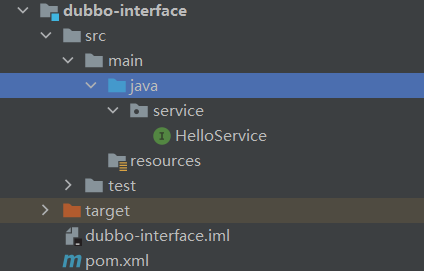 dubbo-interface
src
main
java
service
HelloService
resources
test
target
dubbo-interface.iml
pom.xml